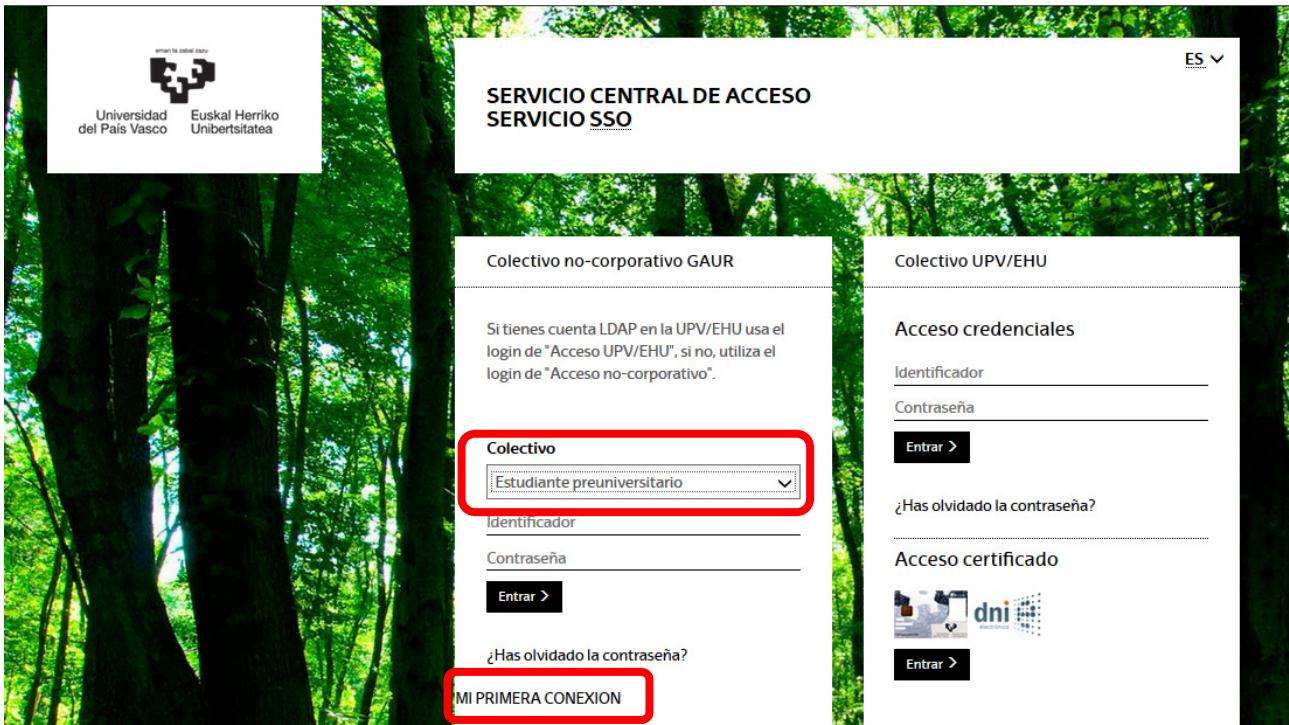 eman ta zabal zazu
Universidad
del País Vasco
Euskal Herriko
Unibertsitatea
ES
SERVICIO CENTRAL DE ACCESO
SERVICIO SSO
Colectivo no-corporativo GAUR
Si tienes cuenta LDAP en la UPV/EHU usa el
login de "Acceso UPV/EHU", si no, utiliza el
login de "Acceso no-corporativo".
Colectivo
Estudiante preuniversitario
Identificador
Contraseña
Entrar >
¿Has olvidado la contraseña?
MI PRIMERA CONEXION
Colectivo UPV/EHU
Acceso credenciales
Identificador
Contraseña
Entrar >
¿Has olvidado la contraseña?
Acceso certificado
dni
electrónico
Entrar >